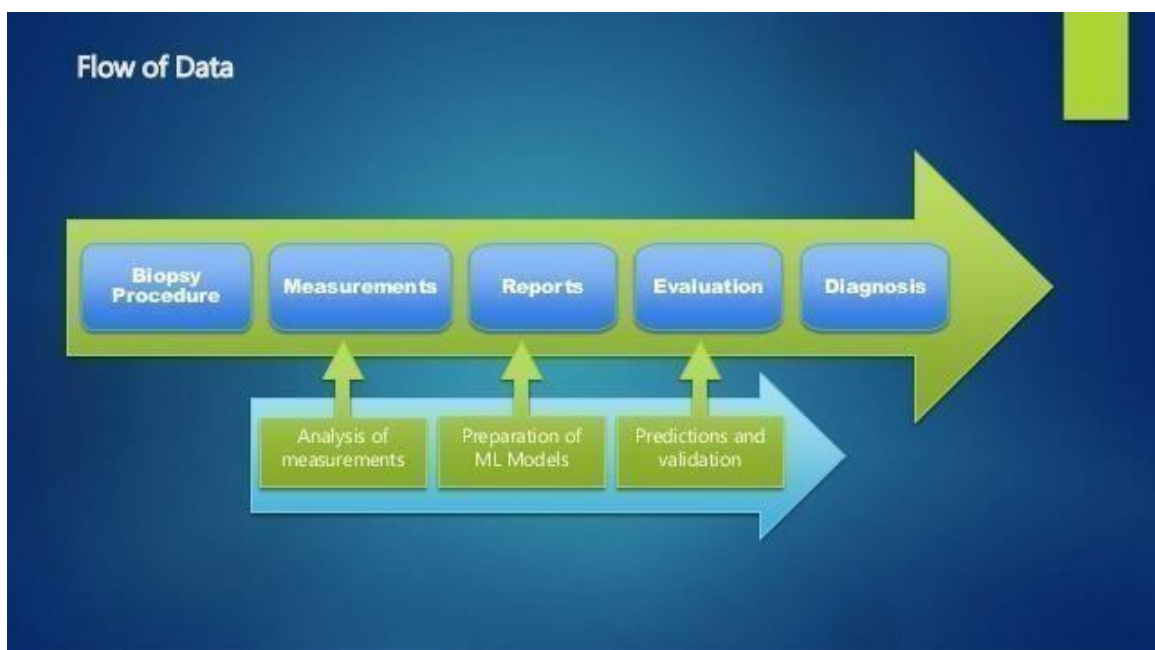 Flow of Data
Biopsy
Procedure
Measurements
Reports
Evaluation
Diagnosis
Analysis of
measurements
Preparation of
ML Models
Predictions and
validation